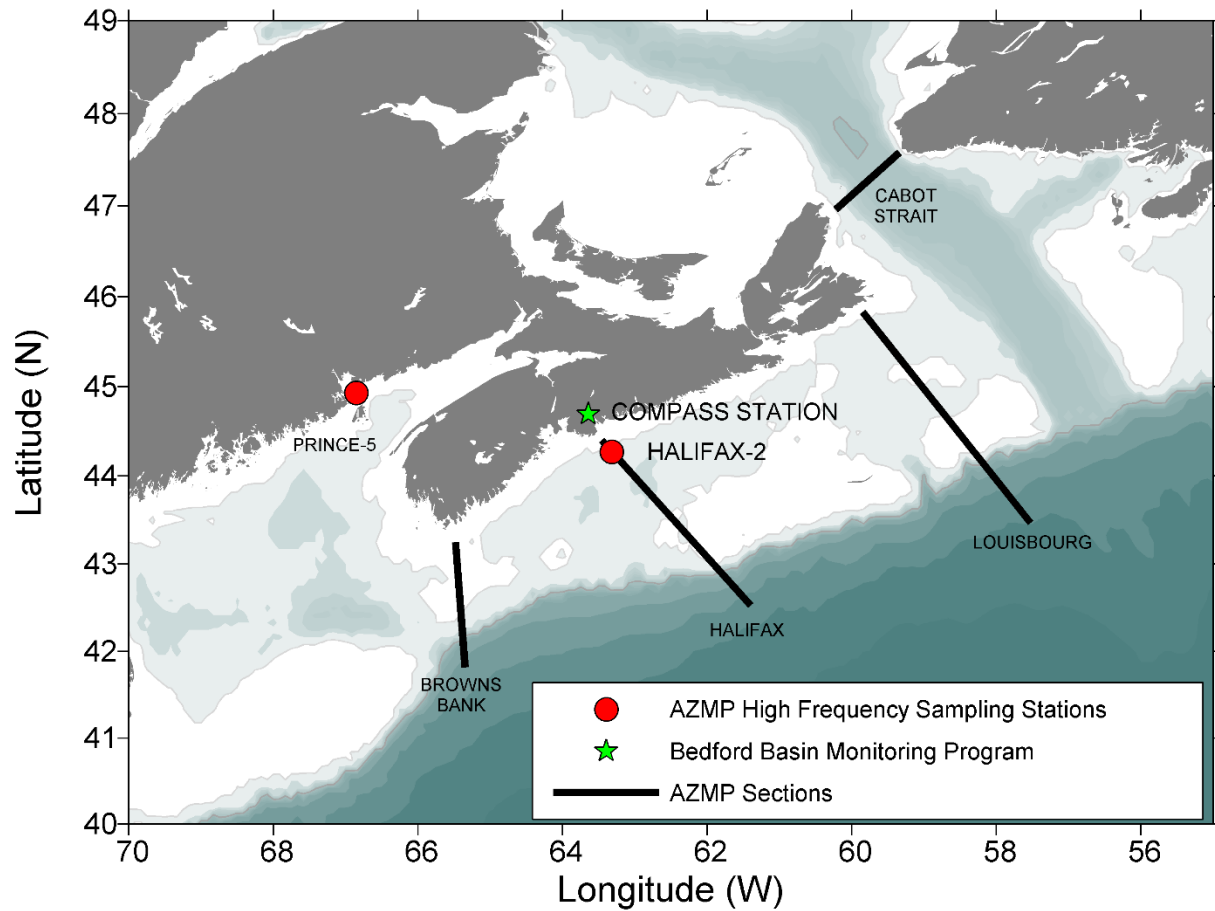 49
48
47
46
45
44
43
42
41
40
Latitude (N)
CABOT
STRAIT
PRINCE-5
COMPASS STATION
HALIFAX-2
LOUISBOURG
HALIFAX
BROWNS
BANK
AZMP High Frequency Sampling Stations
Bedford Basin Monitoring Program
AZMP Sections
70 68 66 64 62 60 58 56
Longitude (W)